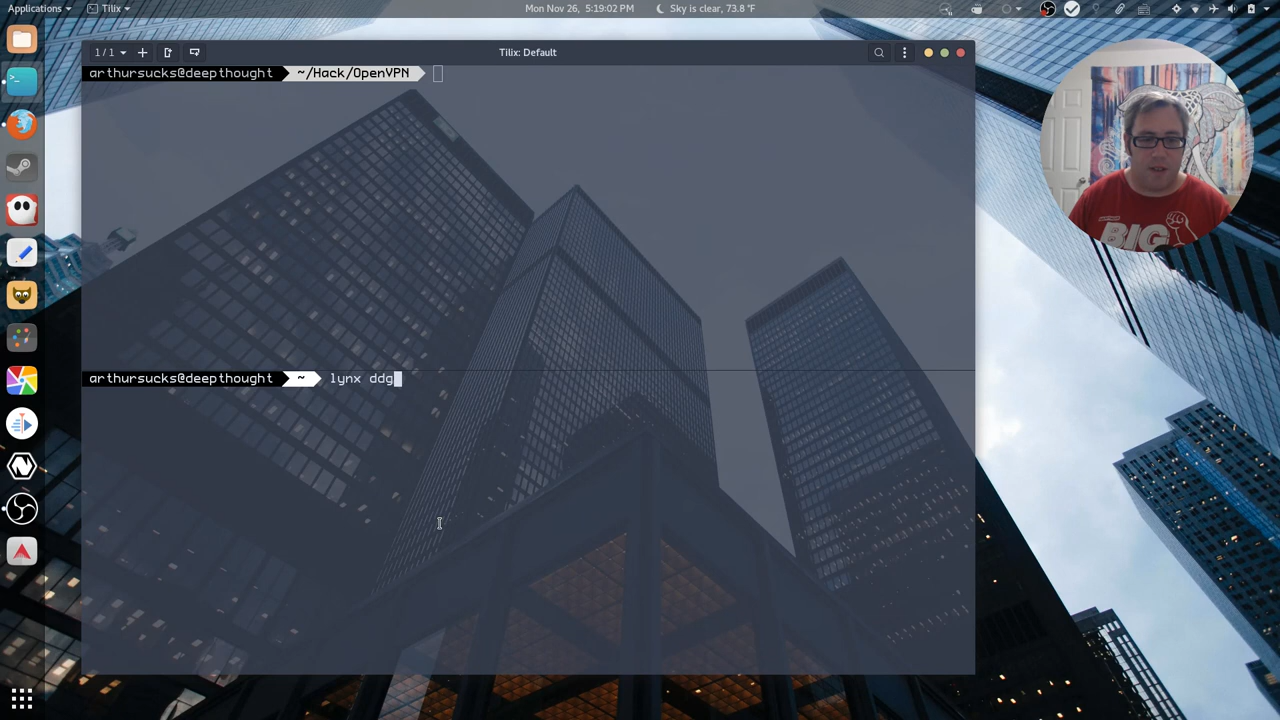 Applications
Tilix
Mon Nov 26, 5:19:02 PM
Sky is clear, 73.8 °F
1 / 1
Tilix: Default
arthursucks@deepthought
~/Hack/OpenVPN
arthursucks@deepthought
~
lynx ddg
BIG